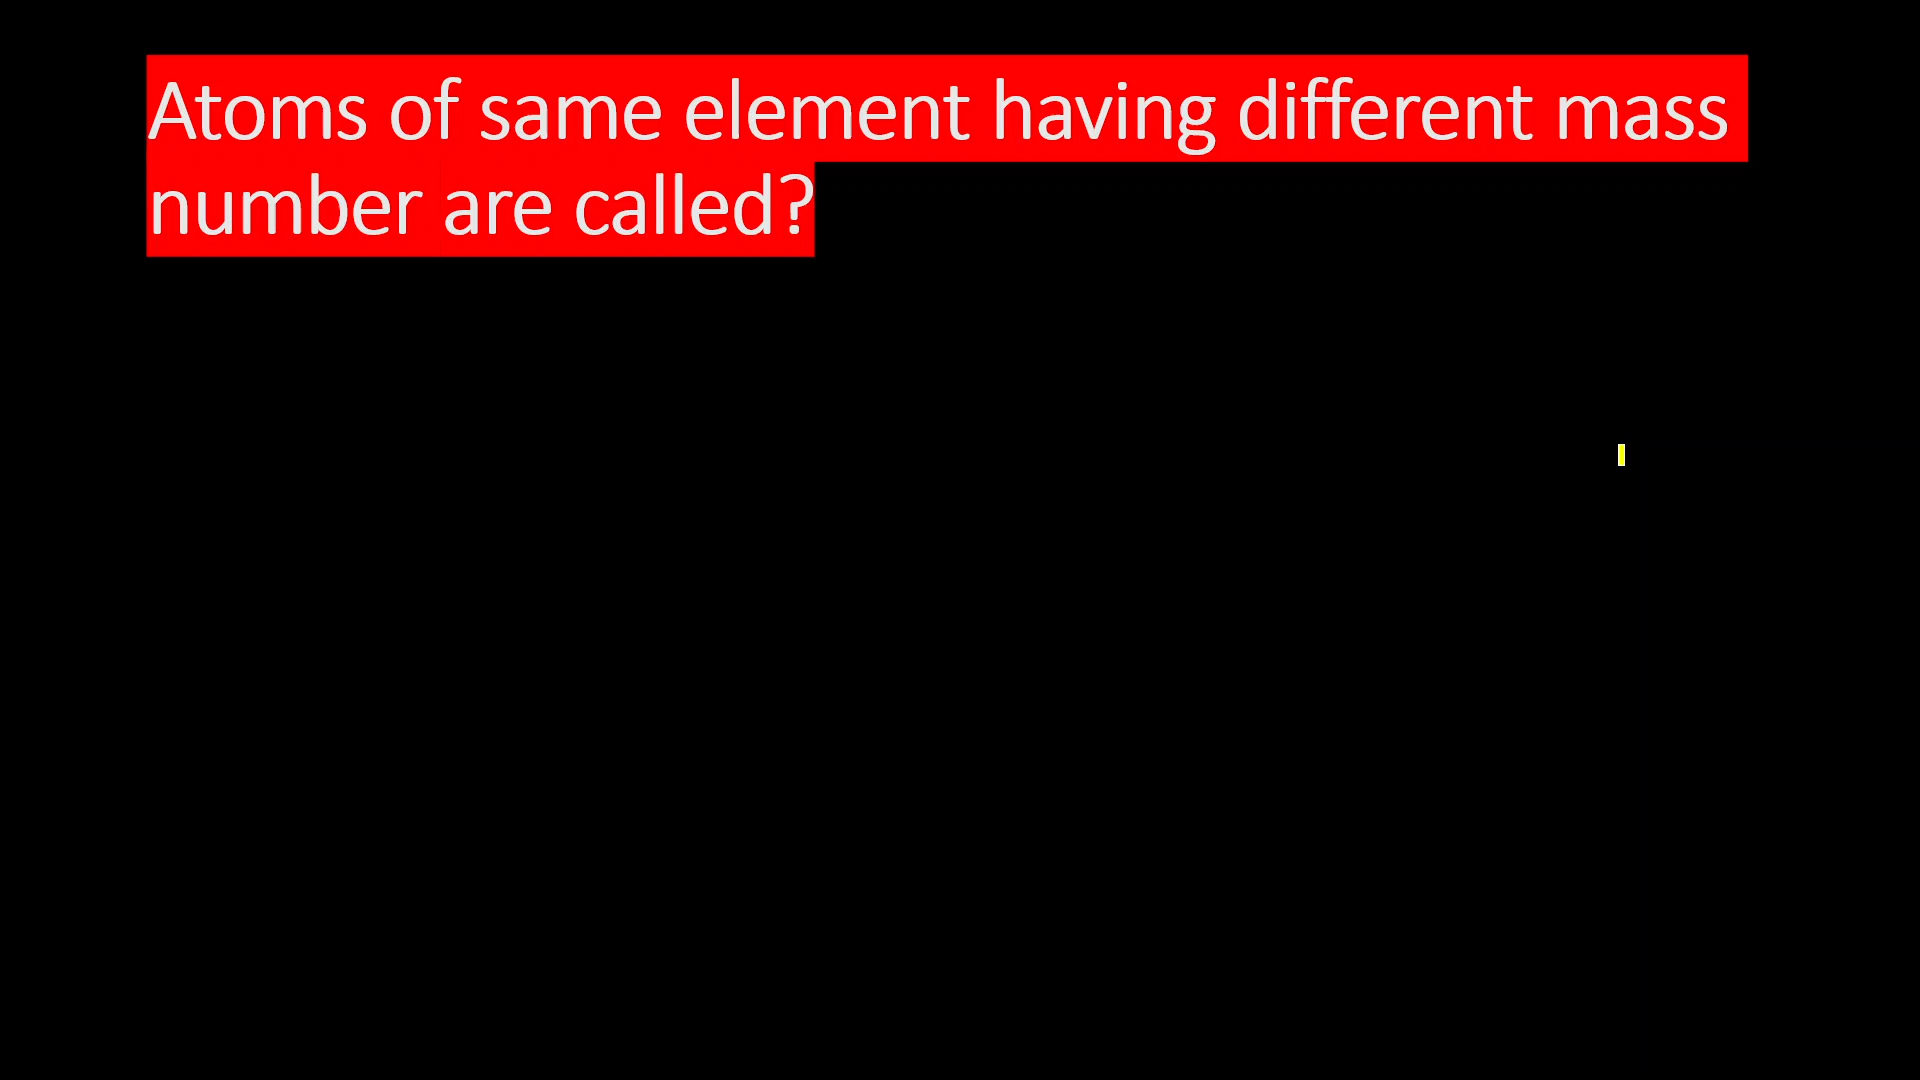 Atoms of same element having different mass
number are called?